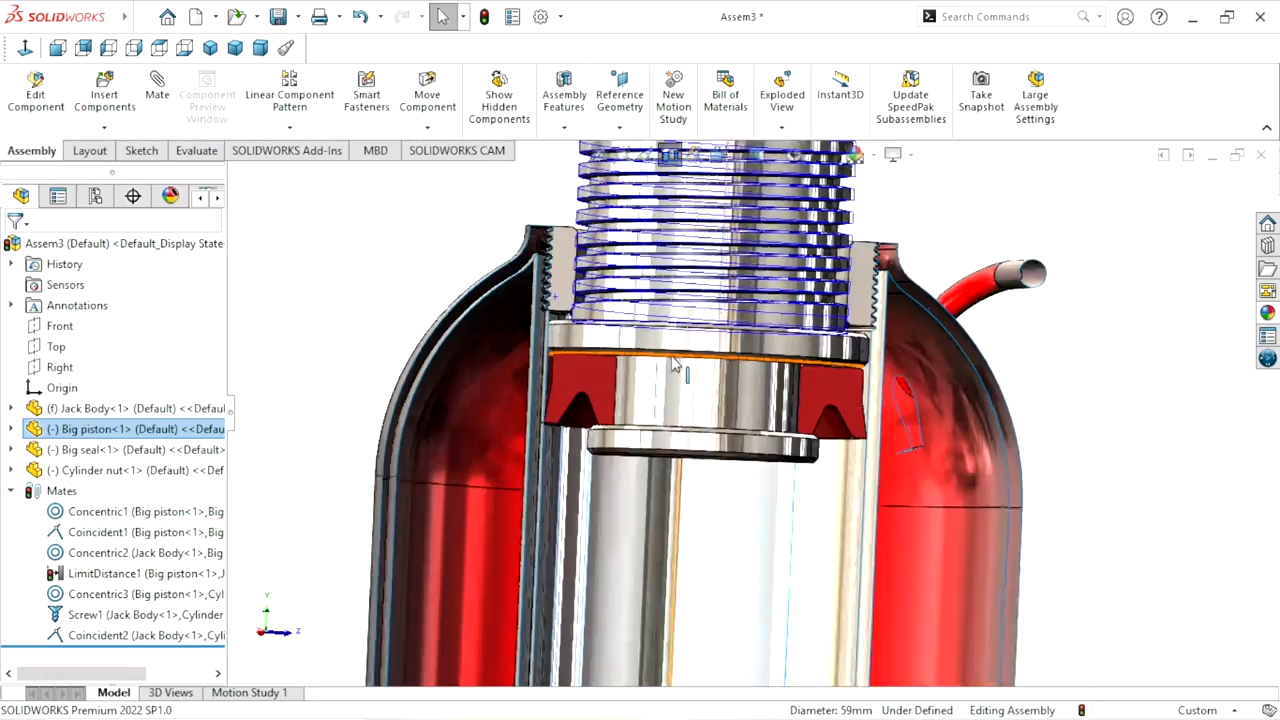 SOLIDWORKS
Assem3 *
Search Commands
Edit Component
Insert Components
Mate
Component Preview Window
Linear Component Pattern
Smart Fasteners
Move Component
Show Hidden Components
Assembly Features
Reference Geometry
New Motion Study
Bill of Materials
Exploded View
Instant3D
Update SpeedPak Subassemblies
Take Snapshot
Large Assembly Settings
Assembly
Layout
Sketch
Evaluate
SOLIDWORKS Add-Ins
MBD
SOLIDWORKS CAM
Assem3 (Default) <Default_Display State
History
Sensors
Annotations
Front
Top
Right
Origin
(f) Jack Body<1> (Default) <<Defaul
(-) Big piston<1> (Default) <<Defau
(-) Big seal<1> (Default) <<Default>
(-) Cylinder nut<1> (Default) <<Def
Mates
Concentric1 (Big piston<1>,Big
Coincident1 (Big piston<1>,Big
Concentric2 (Jack Body<1>,Big
LimitDistance1 (Big piston<1>,J
Concentric3 (Big piston<1>,Cyl
Screw1 (Jack Body<1>,Cylinder
Coincident2 (Jack Body<1>,Cyli
Y
Z
Model
3D Views
Motion Study 1
SOLIDWORKS Premium 2022 SP1.0
Diameter: 59mm
Under Defined
Editing Assembly
Custom